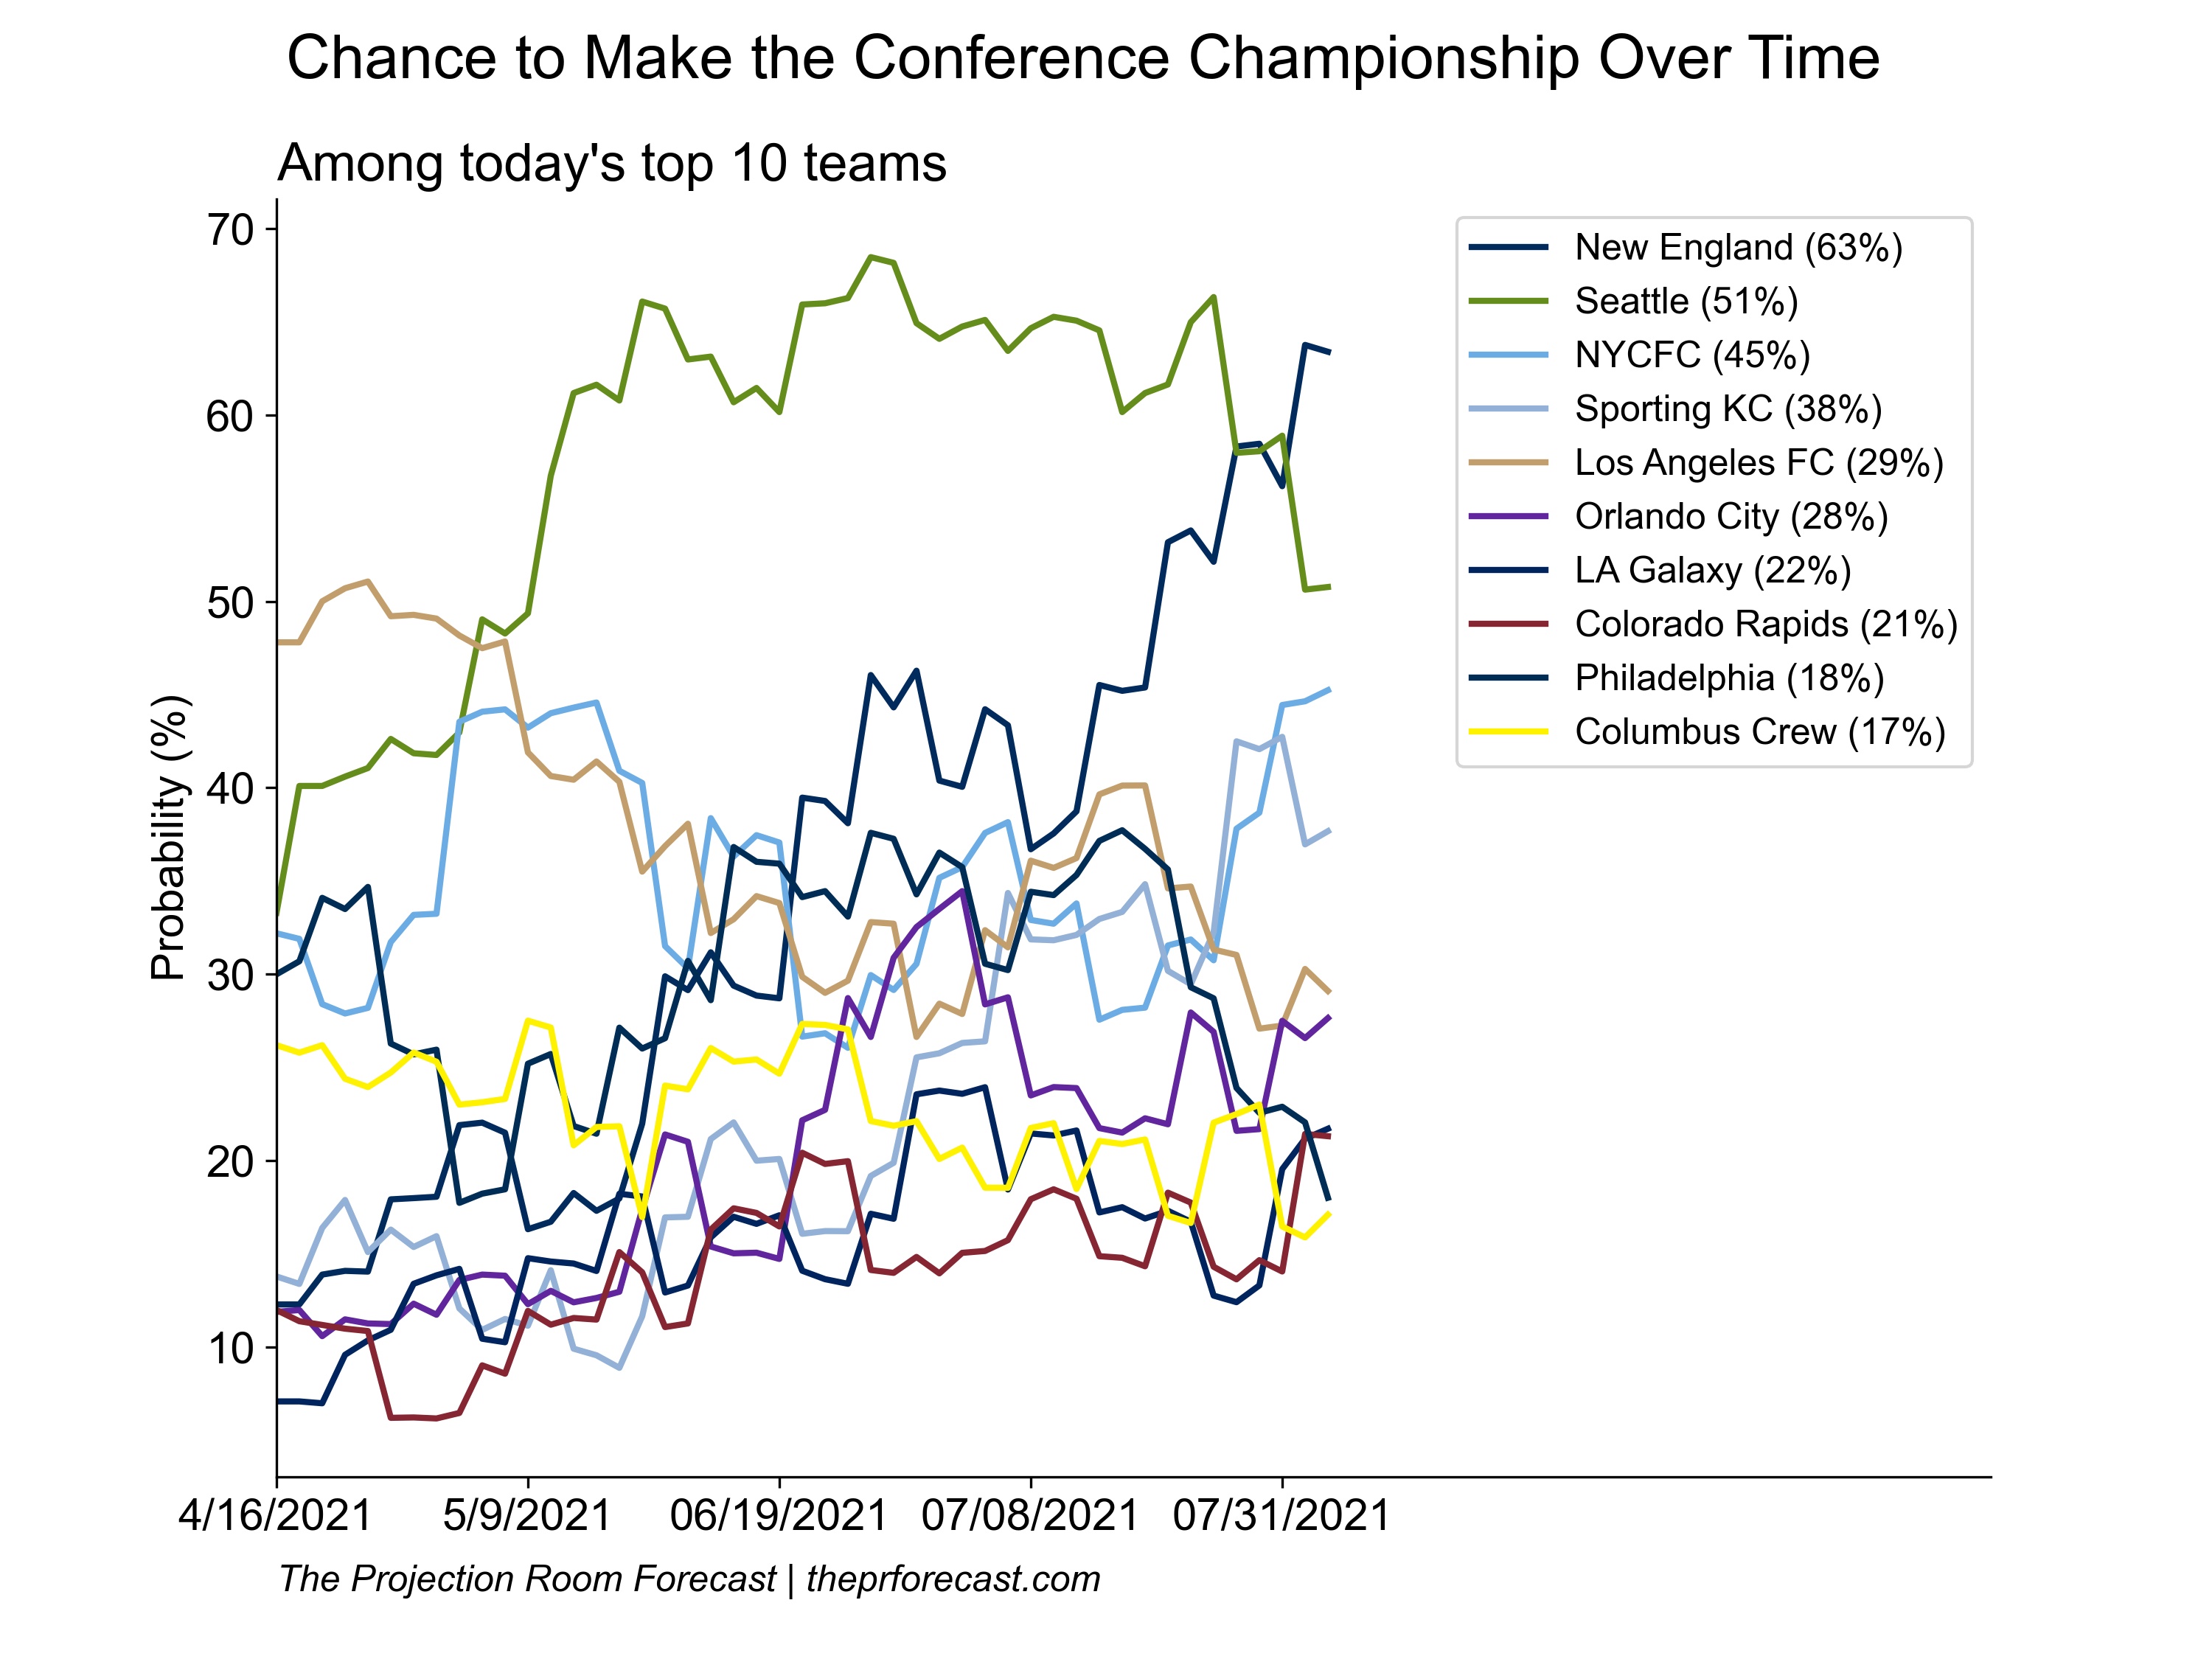 Chance to Make the Conference Championship Over Time
Among today's top 10 teams
70
60
50
40
30
20
10
Probability (%)
New England (63%)
Seattle (51%)
NYCFC (45%)
Sporting KC (38%)
Los Angeles FC (29%)
Orlando City (28%)
LA Galaxy (22%)
Colorado Rapids (21%)
Philadelphia (18%)
Columbus Crew (17%)
4/16/2021 5/9/2021 06/19/2021 07/08/2021 07/31/2021
The Projection Room Forecast | theprforecast.com